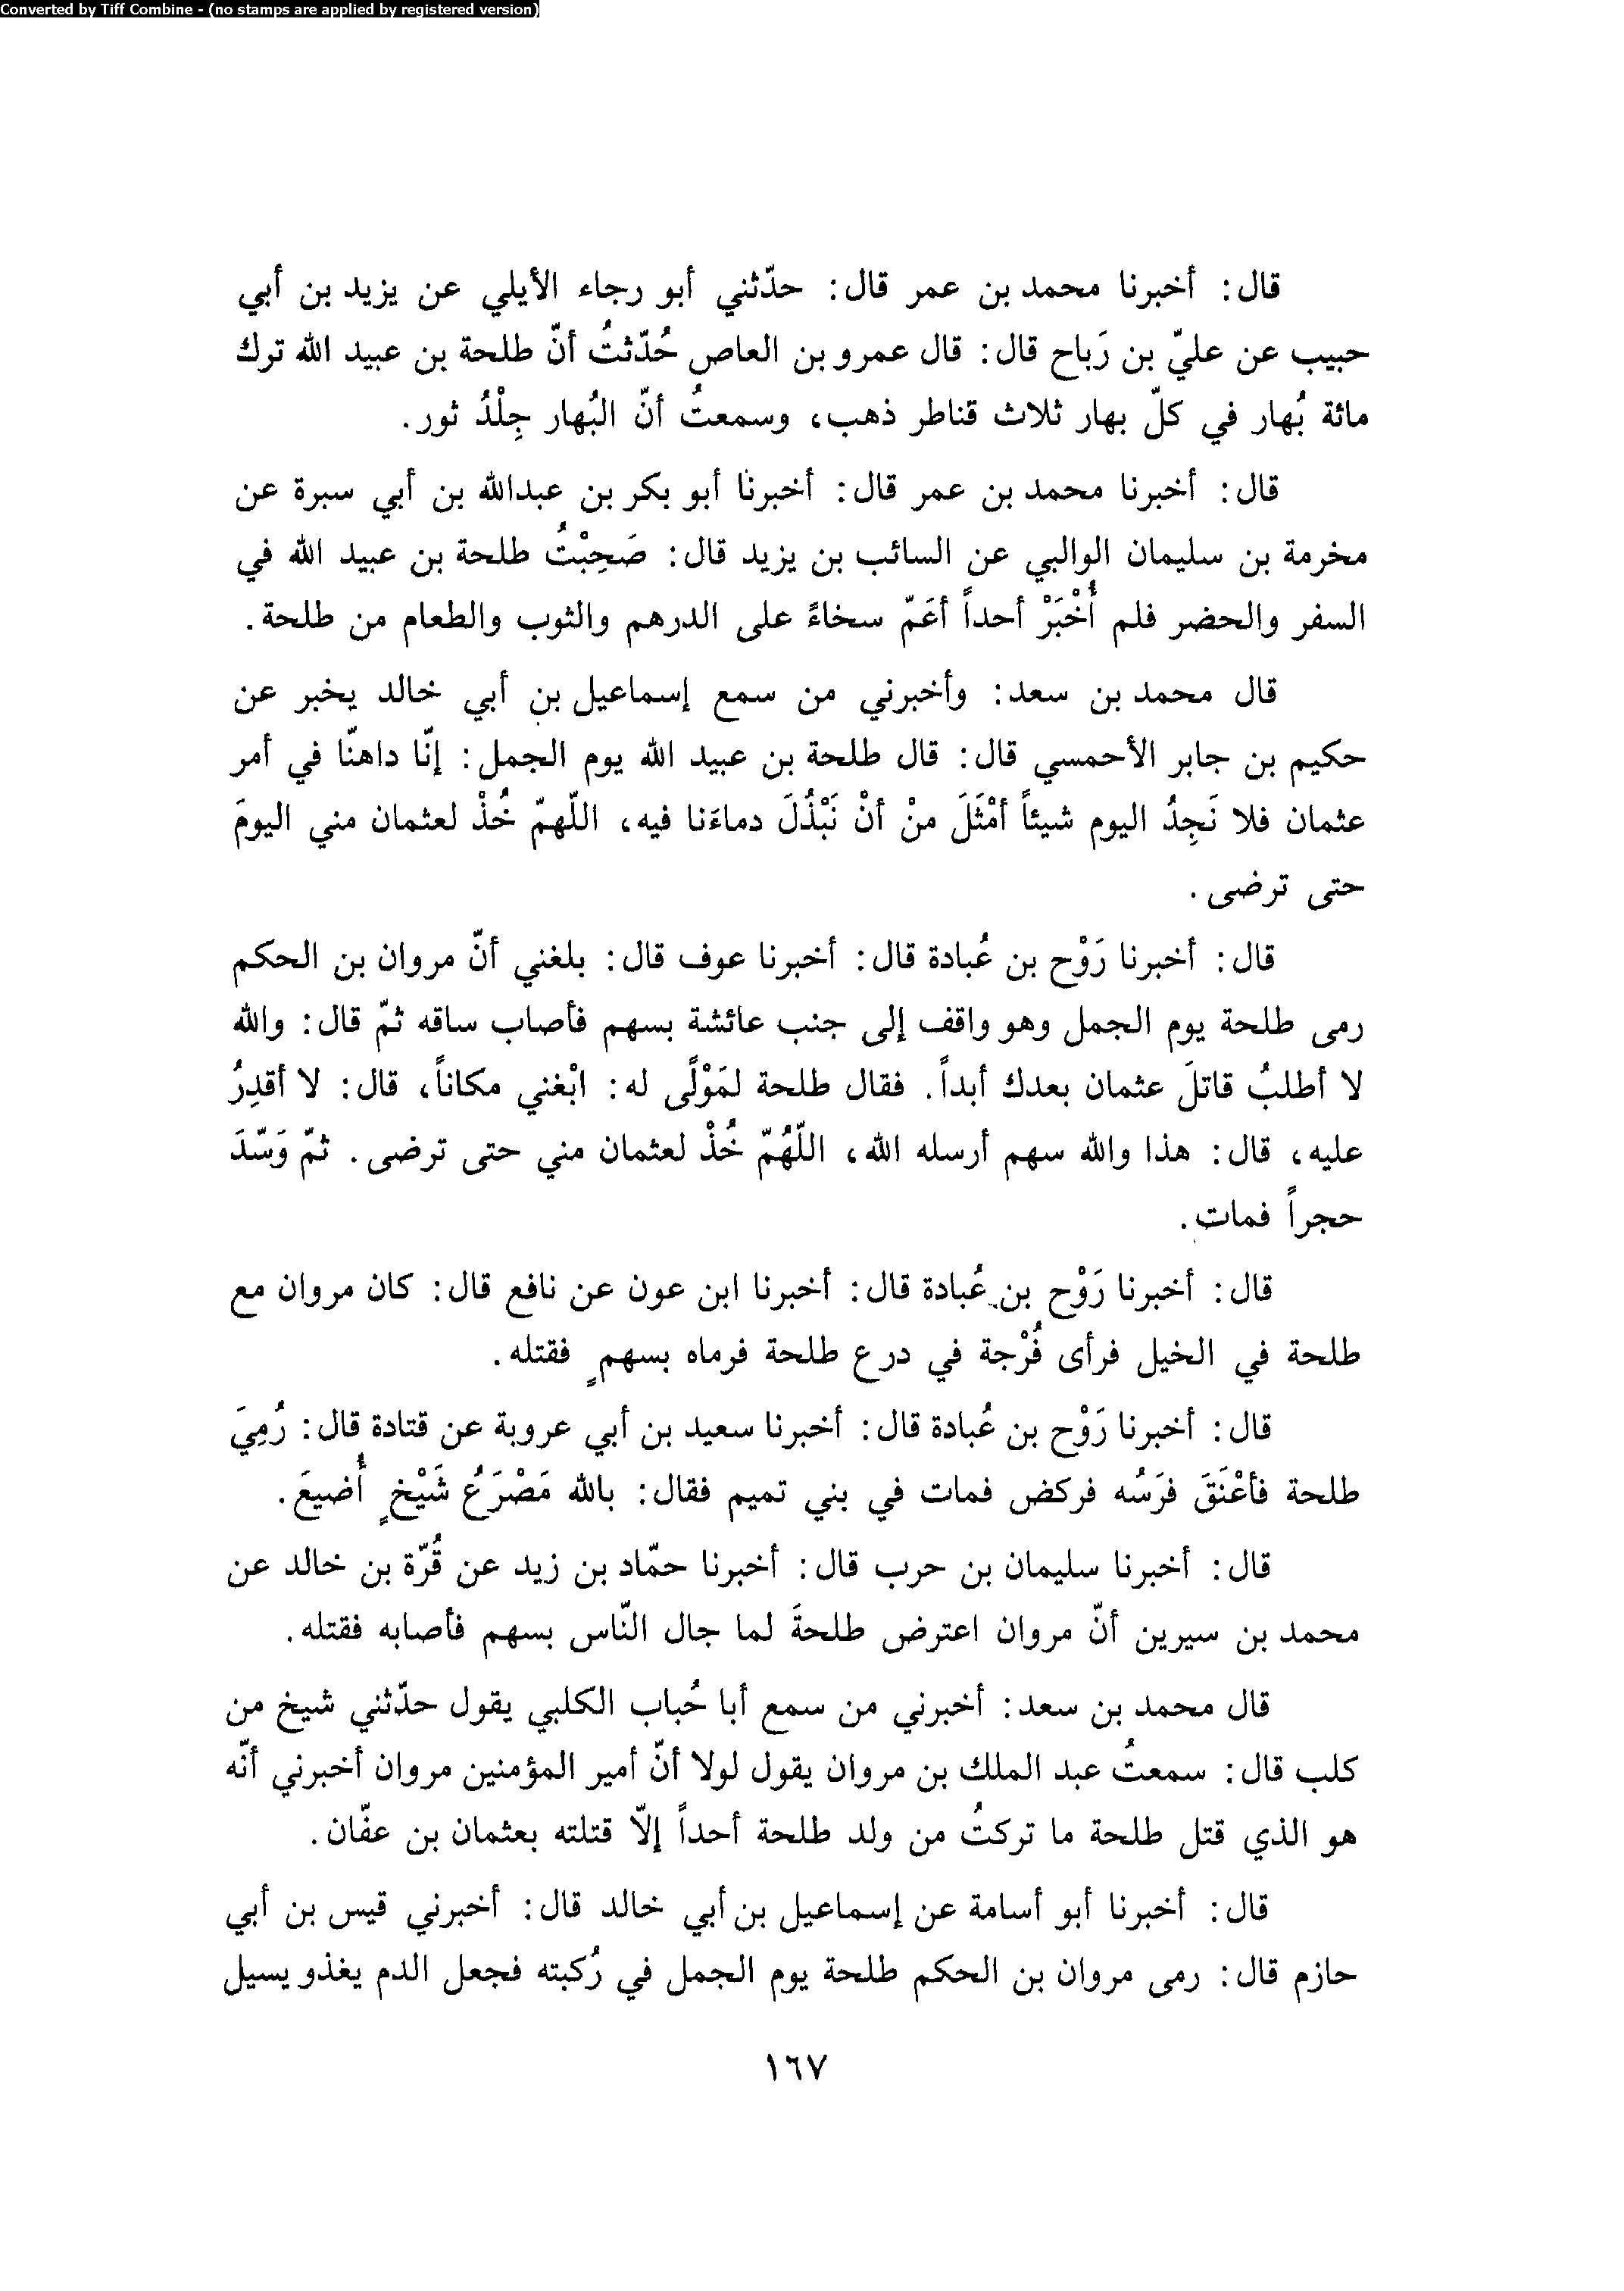 Converted by Tiff Combine - (no stamps are applied by registered version)
قال: أخبرنا محمد بن عمر قال: حدّثني أبو رجاء الأيلي عن يزيد بن أبي
حبيب عن عليّ بن رَباح قال: قال عمرو بن العاص حُدّثتُ أنّ طلحة بن عبيد الله ترك
مائة بُهار في كلّ بهار ثلاث قناطر ذهب، وسمعتُ أنّ البُهار جِلْدُ ثور.
قال: أخبرنا محمد بن عمر قال: أخبرنا أبو بكر بن عبدالله بن أبي سبرة عن
مخرمة بن سليمان الوالبي عن السائب بن يزيد قال: صَحِبْتُ طلحة بن عبيد الله في
السفر والحضر فلم أُخْبَرْ أحداً أعَمّ سخاءً على الدرهم والثوب والطعام من طلحة.
قال محمد بن سعد: وأخبرني من سمع إسماعيل بن أبي خالد يخبر عن
حكيم بن جابر الأحمسي قال: قال طلحة بن عبيد الله يوم الجمل: إنّا داهنّا في أمر
عثمان فلا نَجِدُ اليوم شيئاً أمْثَلَ منْ أنْ نَبْذُلَ دماءَنا فيه، اللّهمّ خُذْ لعثمان مني اليومَ
حتى ترضى.
قال: أخبرنا رَوْح بن عُبادة قال: أخبرنا عوف قال: بلغني أنّ مروان بن الحكم
رمى طلحة يوم الجمل وهو واقف إلى جنب عائشة بسهم فأصاب ساقه ثمّ قال: والله
لا أطلبُ قاتلَ عثمان بعدك أبداً. فقال طلحة لمَوْلًى له: ابْغني مكاناً، قال: لا أقدِرُ
عليه، قال: هذا والله سهم أرسله الله، اللّهُمّ خُذْ لعثمان مني حتى ترضى. ثمّ وَسّدَ
حجراً فمات.
قال: أخبرنا رَوْح بن عُبادة قال: أخبرنا ابن عون عن نافع قال: كان مروان مع
طلحة في الخيل فرأى فُرْجة في درع طلحة فرماه بسهمٍ فقتله.
قال: أخبرنا رَوْح بن عُبادة قال: أخبرنا سعيد بن أبي عروبة عن قتادة قال: رُمِيَ
طلحة فأعْنَقَ فرَسُه فركض فمات في بني تميم فقال: بالله مَصْرَعُ شَيْخٍ أُضيعَ.
قال: أخبرنا سليمان بن حرب قال: أخبرنا حمّاد بن زيد عن قُرّة بن خالد عن
محمد بن سيرين أنّ مروان اعترض طلحةَ لما جال النّاس بسهم فأصابه فقتله.
قال محمد بن سعد: أخبرني من سمع أبا حُباب الكلبي يقول حدّثني شيخ من
كلب قال: سمعتُ عبد الملك بن مروان يقول لولا أنّ أمير المؤمنين مروان أخبرني أنّه
هو الذي قتل طلحة ما تركتُ من ولد طلحة أحداً إلاّ قتلته بعثمان بن عفّان.
قال: أخبرنا أبو أسامة عن إسماعيل بن أبي خالد قال: أخبرني قيس بن أبي
حازم قال: رمى مروان بن الحكم طلحة يوم الجمل في رُكبته فجعل الدم يغذو يسيل
١٦٧